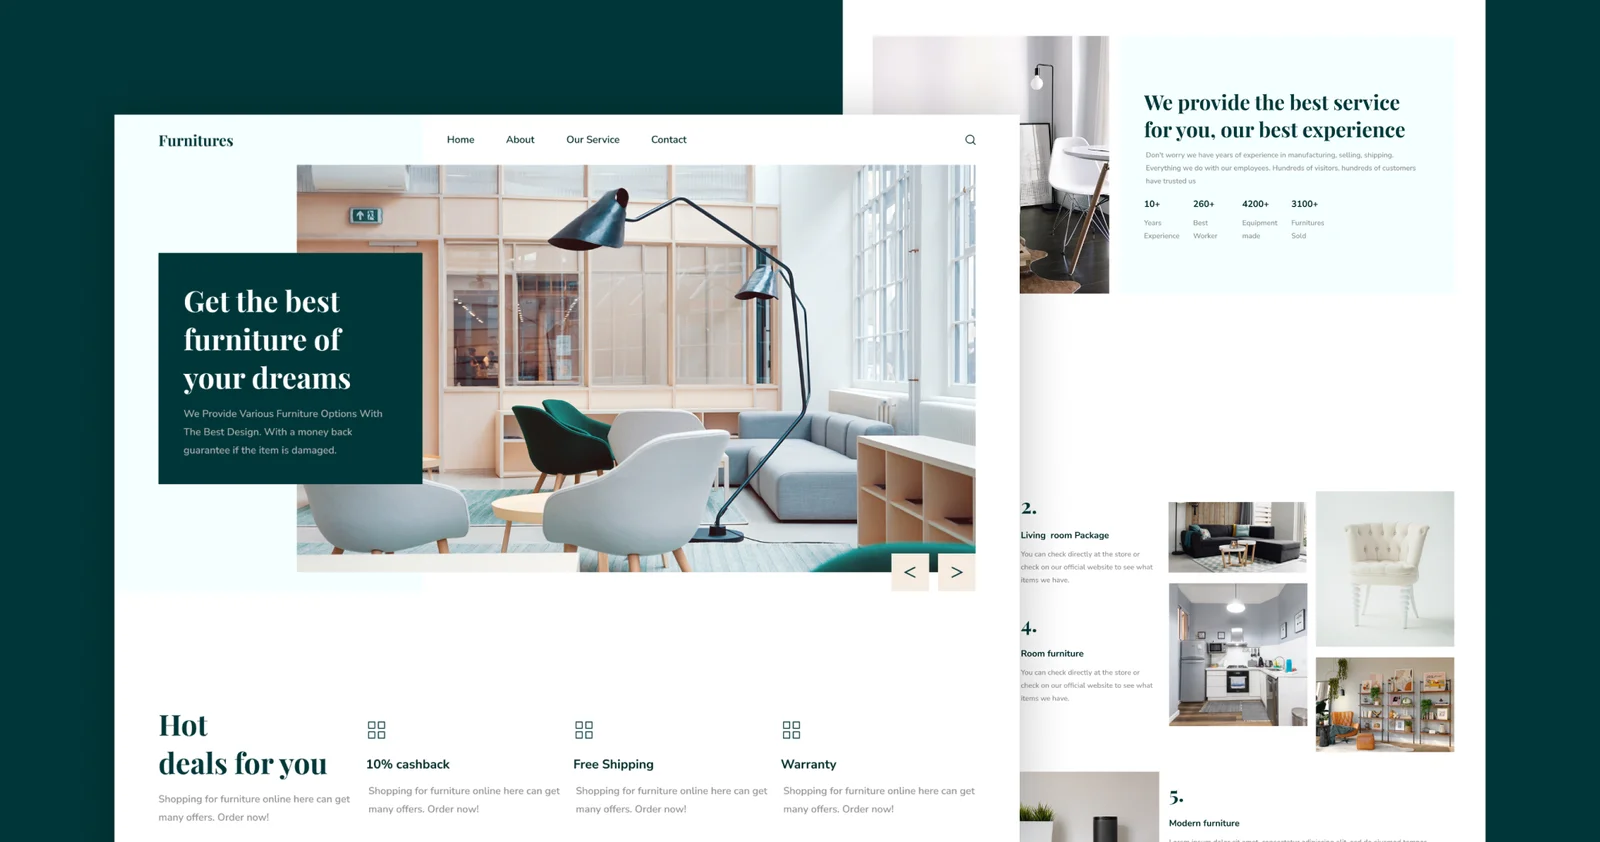 Furnitures
Home
About
Our Service
Contact
Get the best
furniture of
your dreams
We Provide Various Furniture Options With
The Best Design. With a money back
guarantee if the item is damaged.
<
>
Hot
deals for you
Shopping for furniture online here can get
many offers. Order now!
10% cashback
Shopping for furniture online here can get
many offers. Order now!
Free Shipping
Shopping for furniture online here can get
many offers. Order now!
Warranty
Shopping for furniture online here can get
many offers. Order now!
We provide the best service
for you, our best experience
Don't worry we have years of experience in manufacturing, selling, shipping.
Everything we do with our employees. Hundreds of visitors, hundreds of customers
have trusted us
10+
Years
Experience
260+
Best
Worker
4200+
Equipment
made
3100+
Furnitures
Sold
2.
Living room Package
You can check directly at the store or
check on our official website to see what
items we have.
4.
Room furniture
You can check directly at the store or
check on our official website to see what
items we have.
5.
Modern furniture